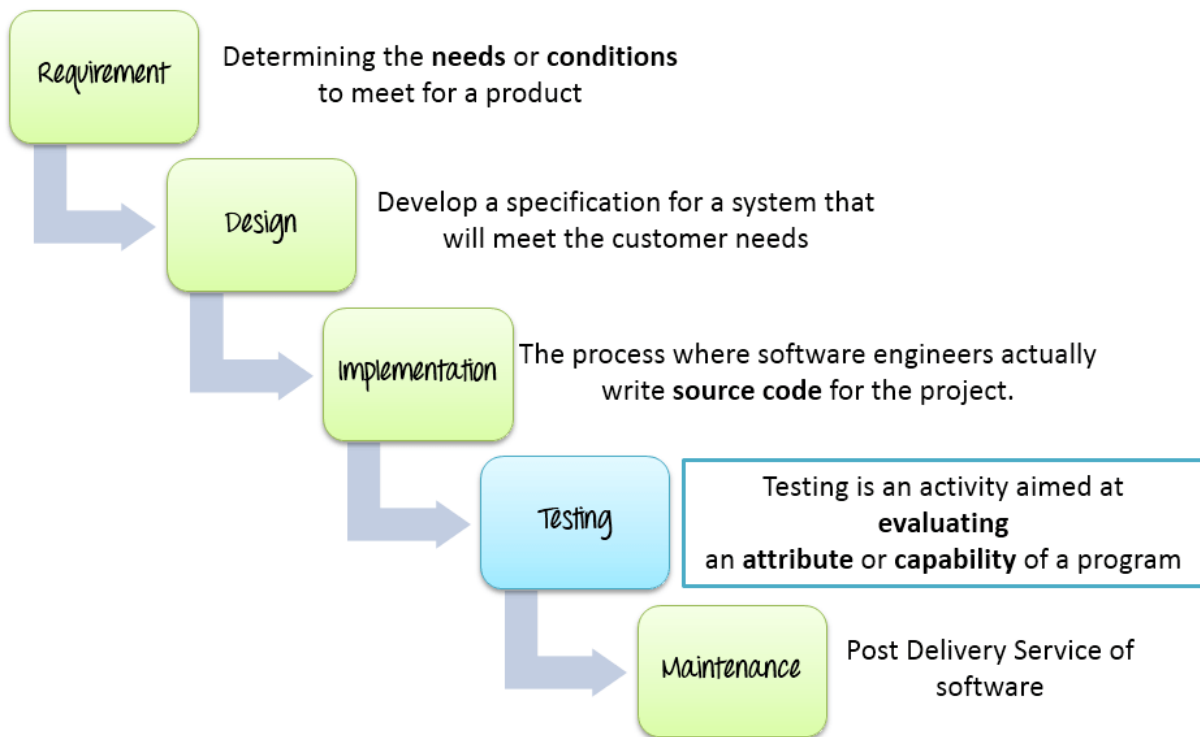 Requirement
Determining the needs or conditions
to meet for a product
Design
Develop a specification for a system that
will meet the customer needs
Implementation
The process where software engineers actually
write source code for the project.
Testing
Testing is an activity aimed at
evaluating
an attribute or capability of a program
Maintenance
Post Delivery Service of
software